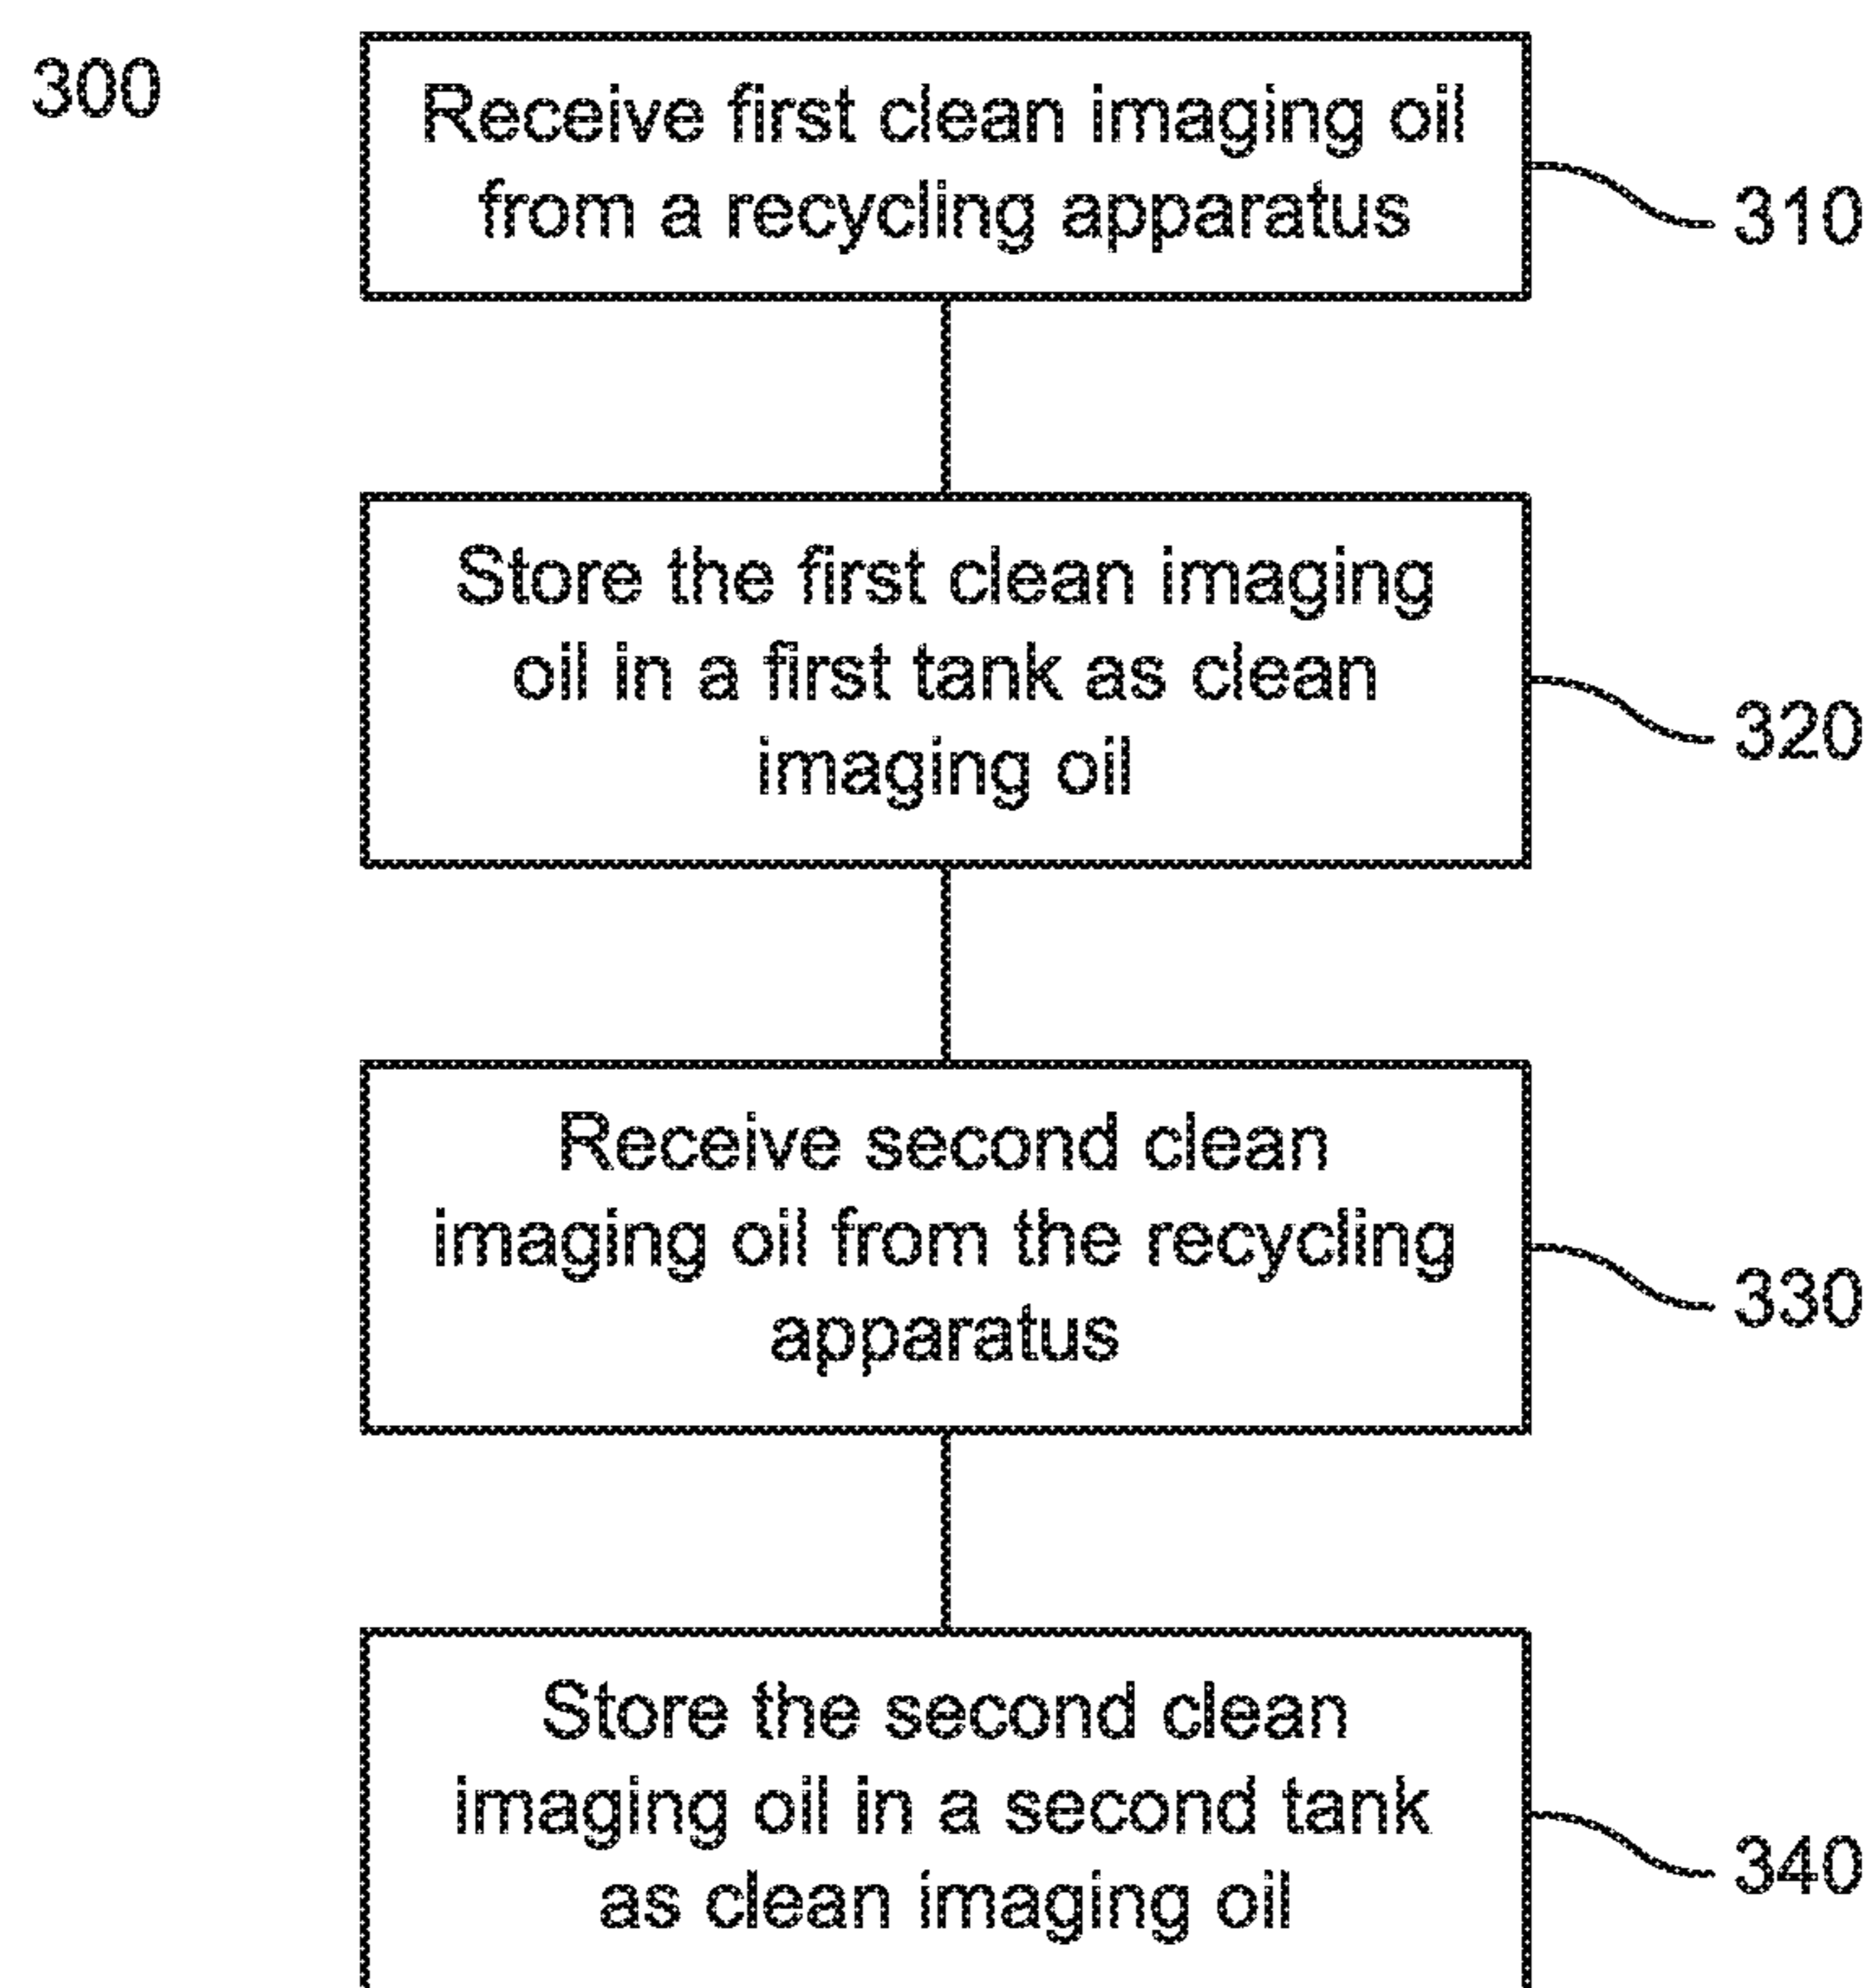 300
Receive first clean imaging oil
from a recycling apparatus
310
Store the first clean imaging
oil in a first tank as clean
imaging oil
320
Receive second clean
imaging oil from the recycling
apparatus
330
Store the second clean
imaging oil in a second tank
as clean imaging oil
340